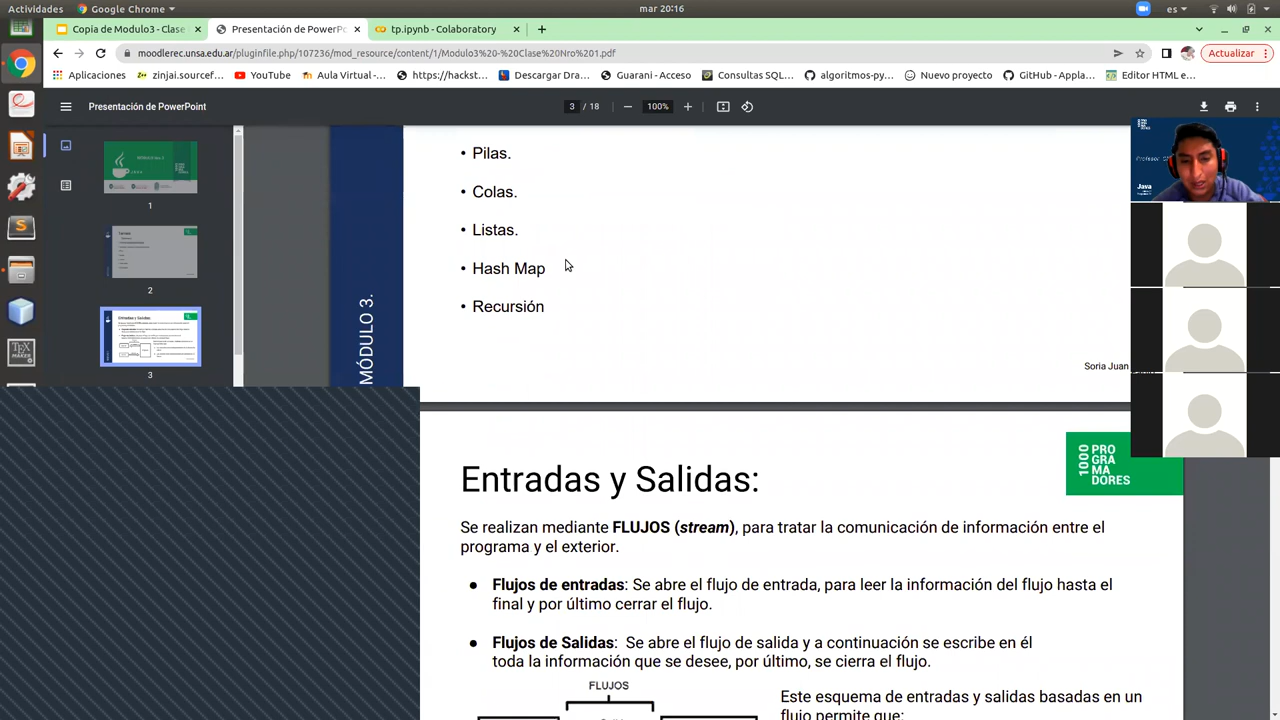 Actividades Google Chrome mar 20:16 es
Copia de Modulo3 - Clase Presentación de PowerPo tp.ipynb - Colaboratory
moodlerec.unsa.edu.ar/pluginfile.php/107236/mod_resource/content/1/Modulo3%20-%20Clase%20Nro%201.pdf Actualizar
Aplicaciones zinjai.sourcef... YouTube Aula Virtual -... https://hackst... Descargar Dra... Guarani - Acceso Consultas SQL... algoritmos-py... Nuevo proyecto GitHub - Appla... Editor HTML e...
Presentación de PowerPoint 3 / 18 100%
1
2
3
MÓDULO 3.
• Pilas.
• Colas.
• Listas.
• Hash Map
• Recursión
Soria Juan
Java
1000 PRO
GRA
MA
DORES
Entradas y Salidas:
Se realizan mediante FLUJOS (stream), para tratar la comunicación de información entre el
programa y el exterior.
● Flujos de entradas: Se abre el flujo de entrada, para leer la información del flujo hasta el
final y por último cerrar el flujo.
● Flujos de Salidas: Se abre el flujo de salida y a continuación se escribe en él
toda la información que se desee, por último, se cierra el flujo.
FLUJOS
Este esquema de entradas y salidas basadas en un
flujo permite que: